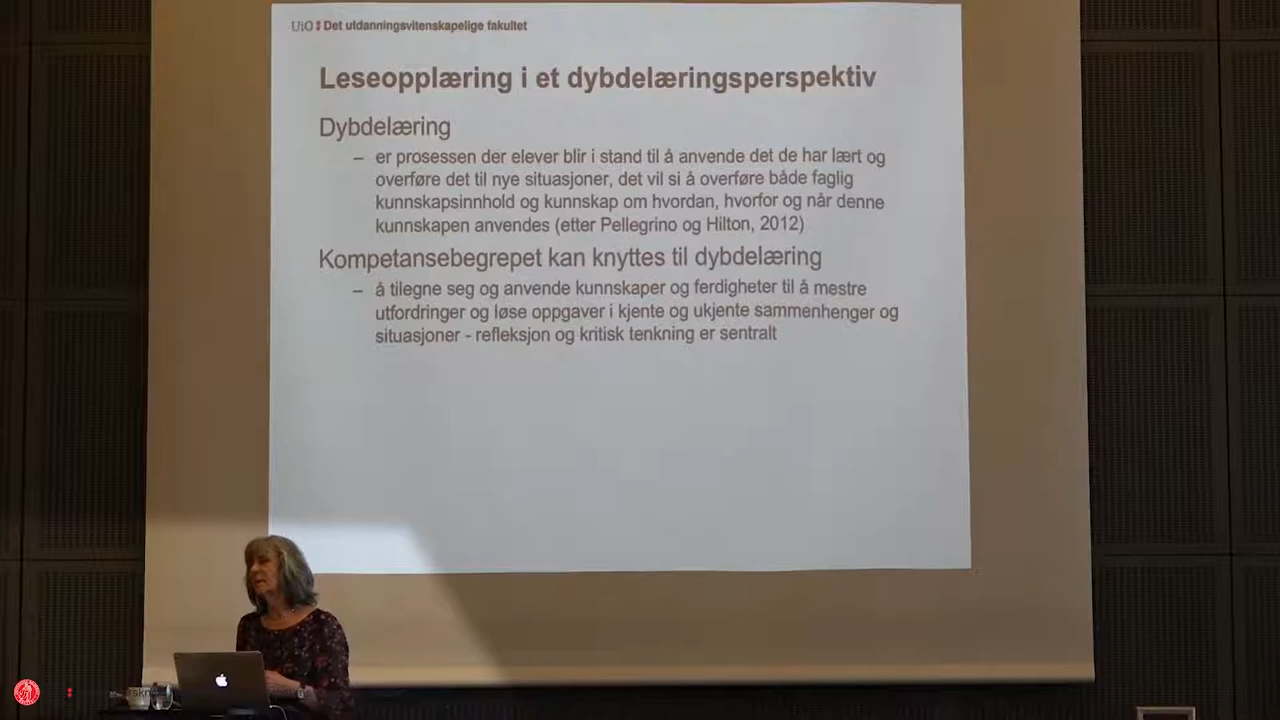 UiO Det utdanningsvitenskapelige fakultet
Leseopplæring i et dybdelæringsperspektiv
Dybdelæring
– er prosessen der elever blir i stand til å anvende det de har lært og
overføre det til nye situasjoner, det vil si å overføre både faglig
kunnskapsinnhold og kunnskap om hvordan, hvorfor og når denne
kunnskapen anvendes (etter Pellegrino og Hilton, 2012)
Kompetansebegrepet kan knyttes til dybdelæring
– å tilegne seg og anvende kunnskaper og ferdigheter til å mestre
utfordringer og løse oppgaver i kjente og ukjente sammenhenger og
situasjoner - refleksjon og kritisk tenkning er sentralt